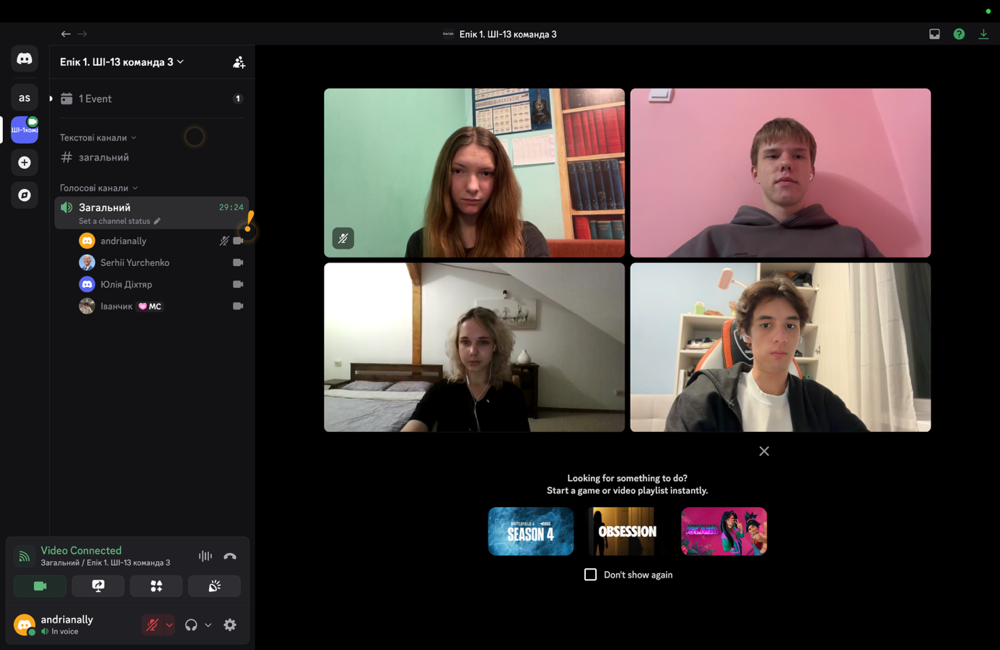 Епік 1. ШІ-13 команда 3
Епік 1. ШІ-13 команда 3
as
1 Event
1
ШІ-1кома
Текстові канали
загальний
Голосові канали
Загальний
29:24
Set a channel status
andrianally
Serhii Yurchenko
Юлія Діхтяр
Іванчик
MC
Looking for something to do?
Start a game or video playlist instantly.
BATTLEFIELD 6
SEASON 4
OBSESSION
ISLAND
Don't show again
Video Connected
Загальний / Епік 1. ШІ-13 команда 3
andrianally
In voice